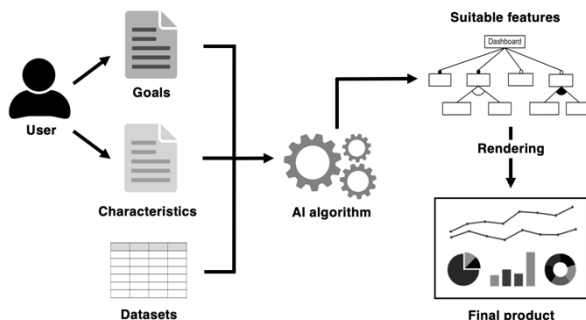 Suitable features
Dashboard
Goals
User
Rendering
Characteristics
AI algorithm
Datasets
Final product